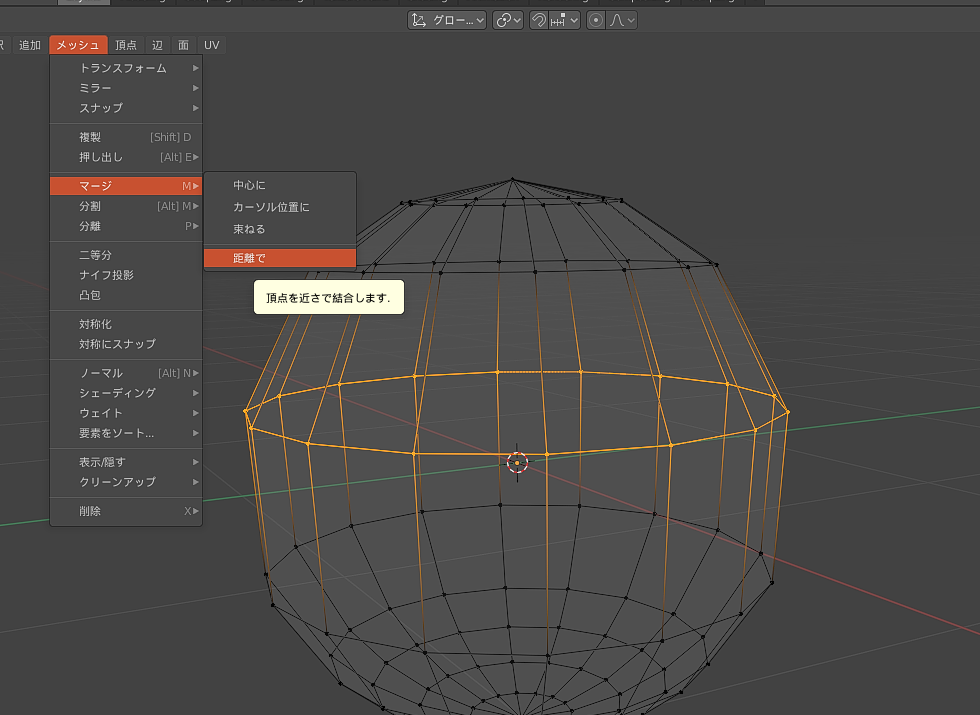 グロー...
追加 メッシュ 頂点 辺 面 UV
トランスフォーム
ミラー
スナップ
複製 [Shift] D
押し出し [Alt] E
マージ M
分割 [Alt] M
分離 P
二等分
ナイフ投影
凸包
対称化
対称にスナップ
ノーマル [Alt] N
シェーディング
ウェイト
要素をソート...
表示/隠す
クリーンアップ
削除 X
中心に
カーソル位置に
束ねる
距離で
頂点を近さで結合します.